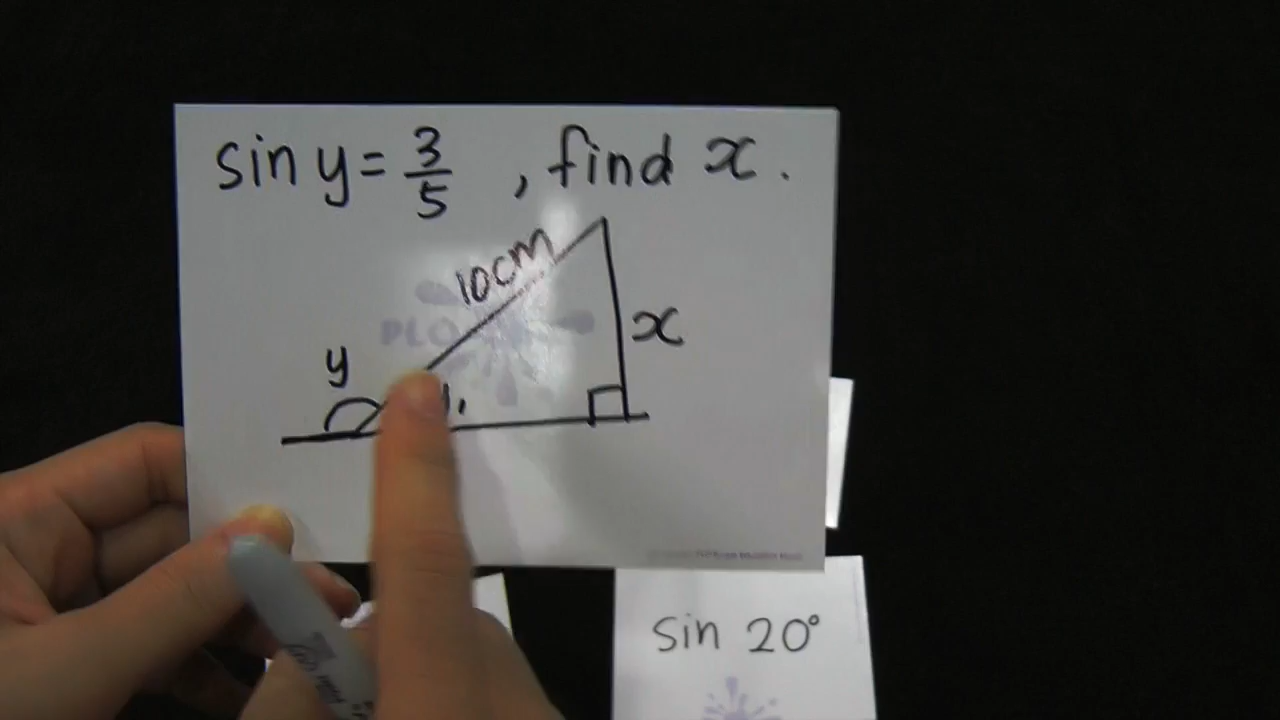 sin y = 3/5 , find x .
10cm
x
y
sin 20°